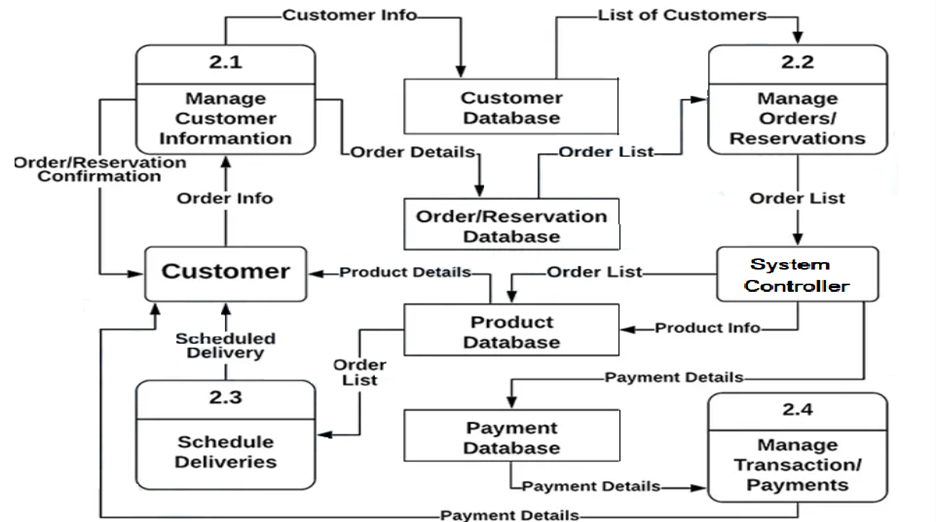 Customer Info
List of Customers
2.1
Manage
Customer
Informantion
Customer
Database
2.2
Manage
Orders/
Reservations
Order/Reservation
Confirmation
Order Details
Order List
Order Info
Order/Reservation
Database
Order List
Customer
Product Details
Order List
System
Controller
Product
Database
Product Info
Scheduled
Delivery
Order
List
Payment Details
2.3
Schedule
Deliveries
Payment
Database
2.4
Manage
Transaction/
Payments
Payment Details
Payment Details